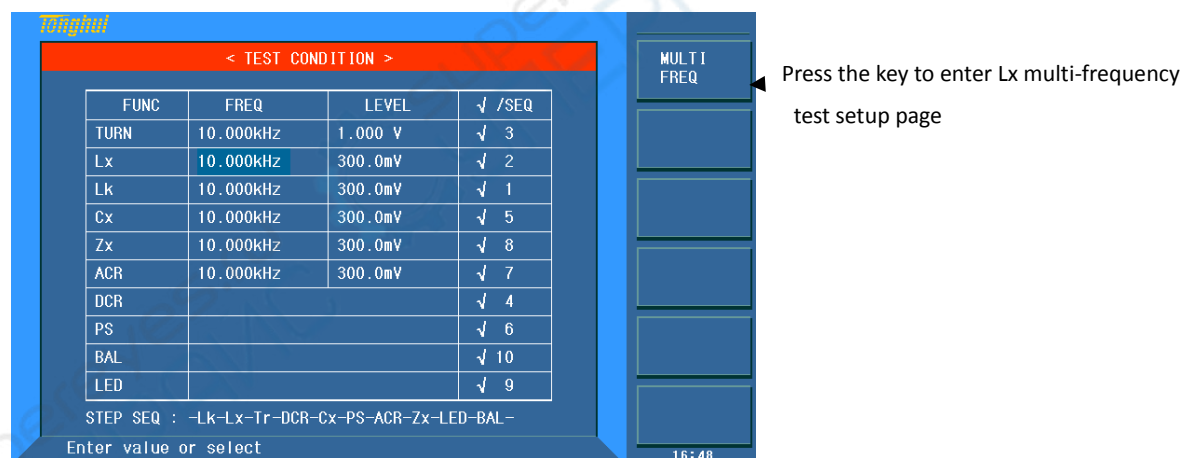 Tonghui
< TEST CONDITION >
MULTI
FREQ
Press the key to enter Lx multi-frequency
test setup page
FUNC FREQ LEVEL √ /SEQ
TURN 10.000kHz 1.000 V √ 3
Lx 10.000kHz 300.0mV √ 2
Lk 10.000kHz 300.0mV √ 1
Cx 10.000kHz 300.0mV √ 5
Zx 10.000kHz 300.0mV √ 8
ACR 10.000kHz 300.0mV √ 7
DCR √ 4
PS √ 6
BAL √ 10
LED √ 9
STEP SEQ : -Lk-Lx-Tr-DCR-Cx-PS-ACR-Zx-LED-BAL-
Enter value or select
16:48